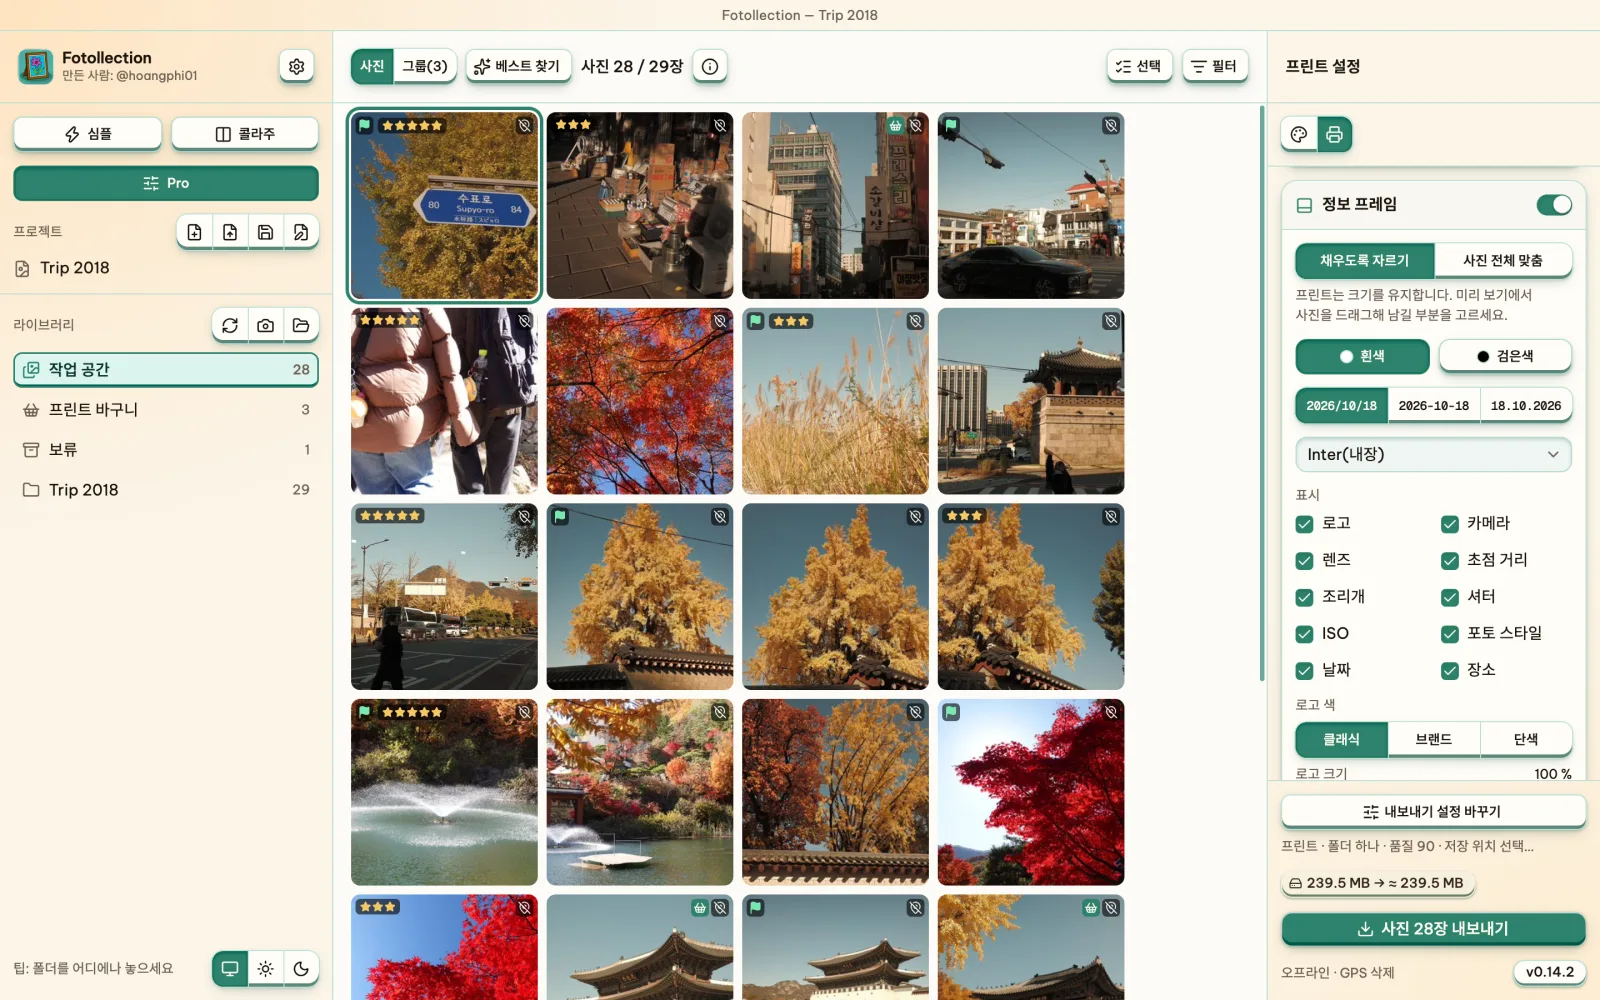 Fotollection – Trip 2018
Fotollection
만든 사람: @hoangphi01
심플
콜라주
Pro
프로젝트
Trip 2018
라이브러리
작업 공간 28
프린트 바구니 3
보류 1
Trip 2018 29
팁: 폴더를 어디에나 놓으세요
사진
그룹(3)
베스트 찾기
사진 28 / 29장
선택
필터
80 수표로 84
Supyo-ro
프린트 설정
정보 프레임
채우도록 자르기
사진 전체 맞춤
프린트는 크기를 유지합니다. 미리 보기에서
사진을 드래그해 남길 부분을 고르세요.
흰색
검은색
2026/10/18
2026-10-18
18.10.2026
Inter(내장)
표시
로고
카메라
렌즈
초점 거리
조리개
셔터
ISO
포토 스타일
날짜
장소
로고 색
클래식
브랜드
단색
로고 크기 100 %
내보내기 설정 바꾸기
프린트 · 폴더 하나 · 품질 90 · 저장 위치 선택...
239.5 MB → ≈ 239.5 MB
사진 28장 내보내기
오프라인 · GPS 삭제
v0.14.2